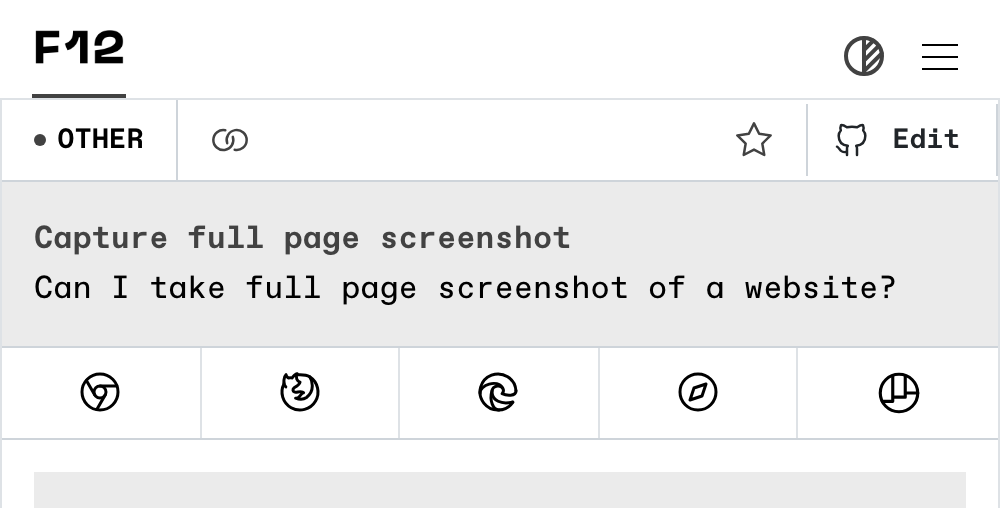 F12
OTHER
Edit
Capture full page screenshot
Can I take full page screenshot of a website?